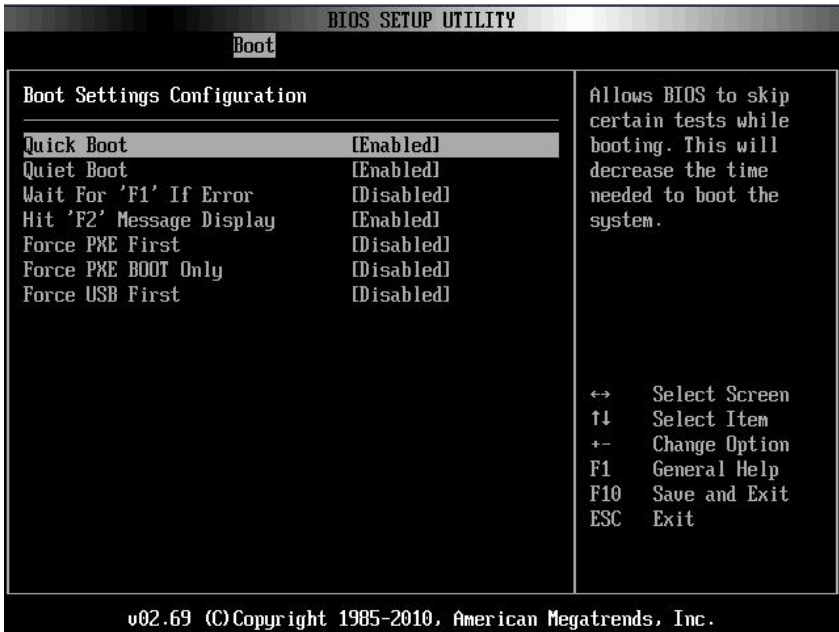 BIOS SETUP UTILITY
Boot
Boot Settings Configuration
Quick Boot [Enabled]
Quiet Boot [Enabled]
Wait For 'F1' If Error [Disabled]
Hit 'F2' Message Display [Enabled]
Force PXE First [Disabled]
Force PXE BOOT Only [Disabled]
Force USB First [Disabled]
Allows BIOS to skip
certain tests while
booting. This will
decrease the time
needed to boot the
system.
↔ Select Screen
↑↓ Select Item
+- Change Option
F1 General Help
F10 Save and Exit
ESC Exit
v02.69 (C)Copyright 1985-2010, American Megatrends, Inc.